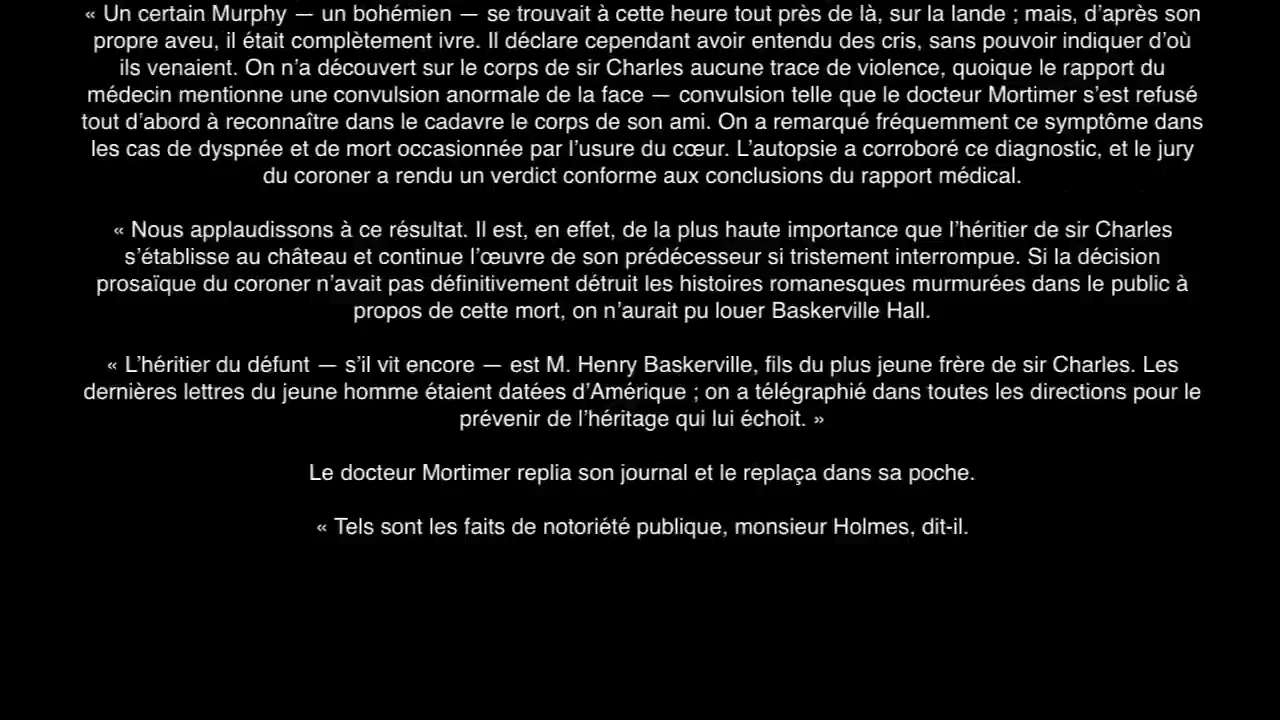 « Un certain Murphy — un bohémien — se trouvait à cette heure tout près de là, sur la lande ; mais, d’après son
propre aveu, il était complètement ivre. Il déclare cependant avoir entendu des cris, sans pouvoir indiquer d’où
ils venaient. On n’a découvert sur le corps de sir Charles aucune trace de violence, quoique le rapport du
médecin mentionne une convulsion anormale de la face — convulsion telle que le docteur Mortimer s’est refusé
tout d’abord à reconnaître dans le cadavre le corps de son ami. On a remarqué fréquemment ce symptôme dans
les cas de dyspnée et de mort occasionnée par l’usure du cœur. L’autopsie a corroboré ce diagnostic, et le jury
du coroner a rendu un verdict conforme aux conclusions du rapport médical.
« Nous applaudissons à ce résultat. Il est, en effet, de la plus haute importance que l’héritier de sir Charles
s’établisse au château et continue l’œuvre de son prédécesseur si tristement interrompue. Si la décision
prosaïque du coroner n’avait pas définitivement détruit les histoires romanesques murmurées dans le public à
propos de cette mort, on n’aurait pu louer Baskerville Hall.
« L’héritier du défunt — s’il vit encore — est M. Henry Baskerville, fils du plus jeune frère de sir Charles. Les
dernières lettres du jeune homme étaient datées d’Amérique ; on a télégraphié dans toutes les directions pour le
prévenir de l’héritage qui lui échoit. »
Le docteur Mortimer replia son journal et le replaça dans sa poche.
« Tels sont les faits de notoriété publique, monsieur Holmes, dit-il.